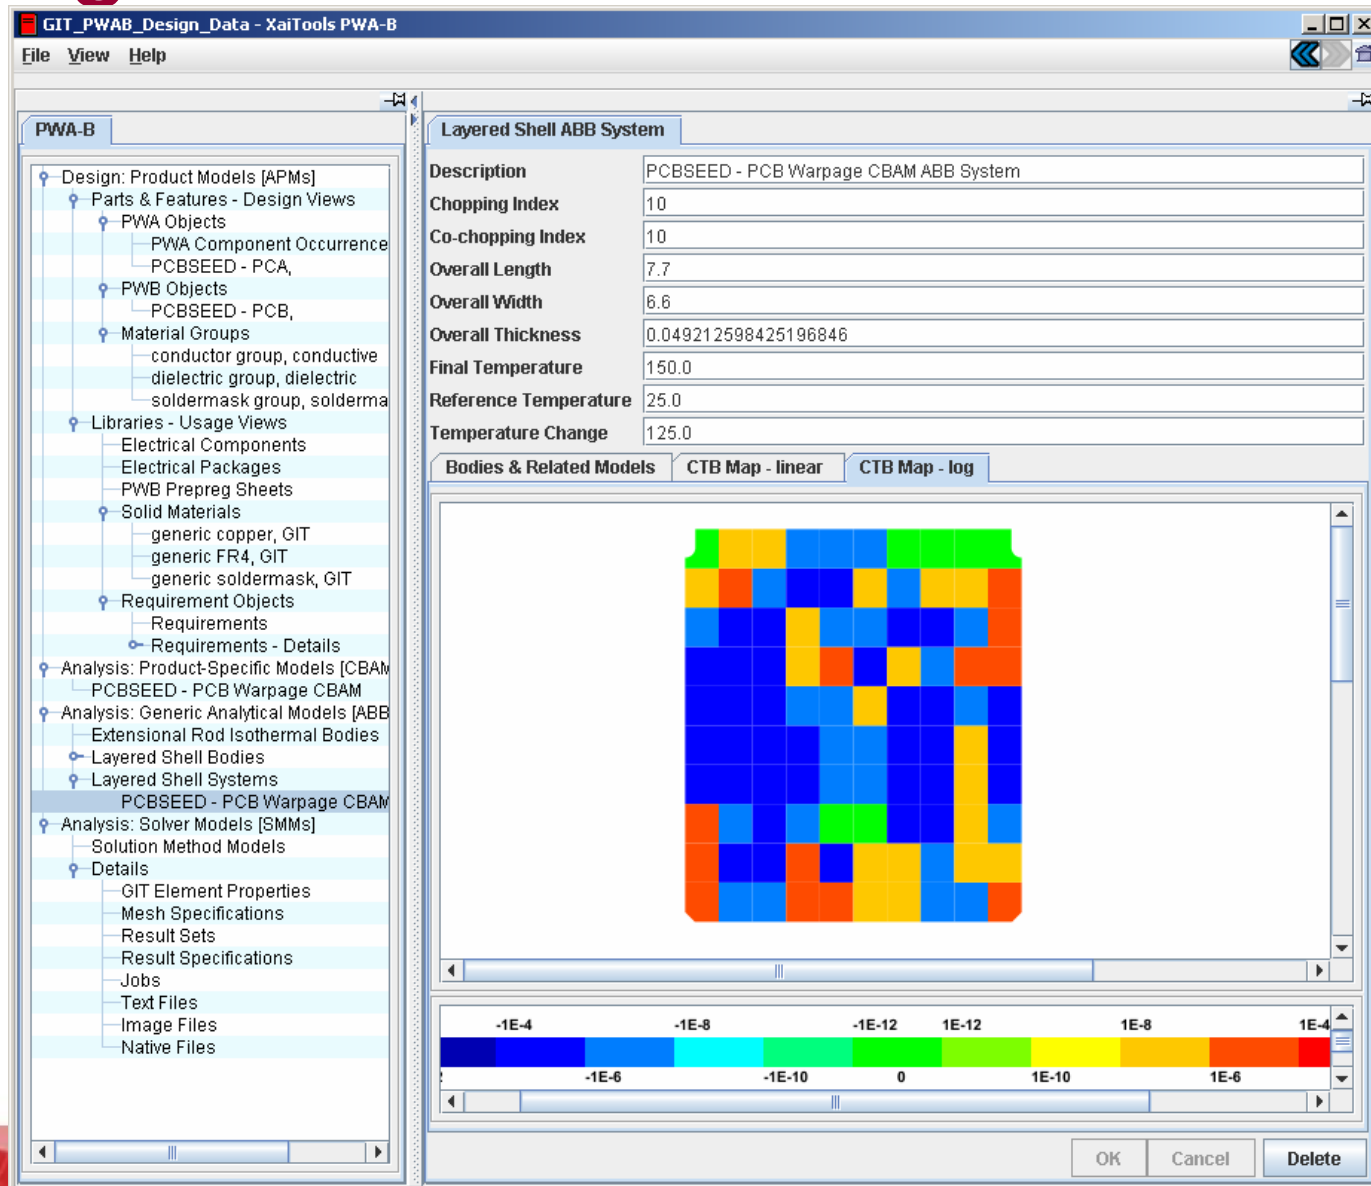 GIT_PWAB_Design_Data - XaiTools PWA-B
File View Help
PWA-B
Design: Product Models [APMs]
Parts & Features - Design Views
PWA Objects
PWA Component Occurrence
PCBSEED - PCA,
PWB Objects
PCBSEED - PCB,
Material Groups
conductor group, conductive
dielectric group, dielectric
soldermask group, solderma
Libraries - Usage Views
Electrical Components
Electrical Packages
PWB Prepreg Sheets
Solid Materials
generic copper, GIT
generic FR4, GIT
generic soldermask, GIT
Requirement Objects
Requirements
Requirements - Details
Analysis: Product-Specific Models [CBAM
PCBSEED - PCB Warpage CBAM
Analysis: Generic Analytical Models [ABB
Extensional Rod Isothermal Bodies
Layered Shell Bodies
Layered Shell Systems
PCBSEED - PCB Warpage CBAM
Analysis: Solver Models [SMMs]
Solution Method Models
Details
GIT Element Properties
Mesh Specifications
Result Sets
Result Specifications
Jobs
Text Files
Image Files
Native Files
Layered Shell ABB System
Description PCBSEED - PCB Warpage CBAM ABB System
Chopping Index 10
Co-chopping Index 10
Overall Length 7.7
Overall Width 6.6
Overall Thickness 0.049212598425196846
Final Temperature 150.0
Reference Temperature 25.0
Temperature Change 125.0
Bodies & Related Models CTB Map - linear CTB Map - log
-1E-4 -1E-8 -1E-12 1E-12 1E-8 1E-4
-1E-6 -1E-10 0 1E-10 1E-6
OK Cancel Delete